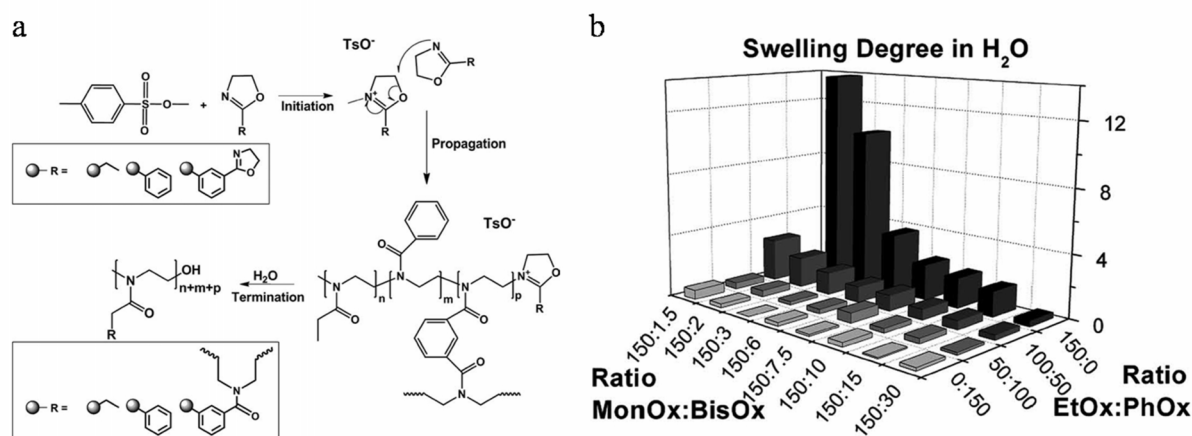 a
TsO⁻
N
O
R
O
S
O
O
+
N
O
R
Initiation
N⁺
O
R
Propagation
R =
N
O
TsO⁻
O
N
n
O
N
m
N
O
p
N⁺
O
R
O
N
H₂O
Termination
OH
n+m+p
N
O
R
R =
N
O
b
Swelling Degree in H₂O
12
8
4
0
150:1.5
150:2
150:3
150:6
150:7.5
150:10
150:15
150:30
0:150
50:100
100:50
150:0
Ratio
MonOx:BisOx
Ratio
EtOx:PhOx